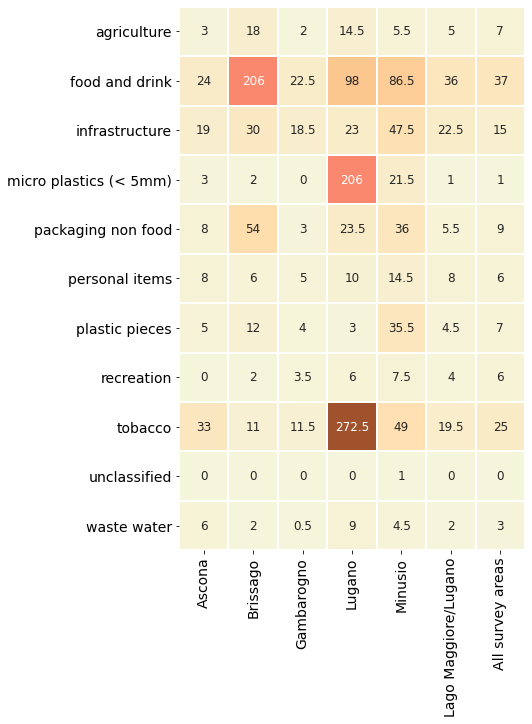 agriculture 3 18 2 14.5 5.5 5 7
food and drink 24 206 22.5 98 86.5 36 37
infrastructure 19 30 18.5 23 47.5 22.5 15
micro plastics (< 5mm) 3 2 0 206 21.5 1 1
packaging non food 8 54 3 23.5 36 5.5 9
personal items 8 6 5 10 14.5 8 6
plastic pieces 5 12 4 3 35.5 4.5 7
recreation 0 2 3.5 6 7.5 4 6
tobacco 33 11 11.5 272.5 49 19.5 25
unclassified 0 0 0 0 1 0 0
waste water 6 2 0.5 9 4.5 2 3
Ascona
Brissago
Gambarogno
Lugano
Minusio
Lago Maggiore/Lugano
All survey areas